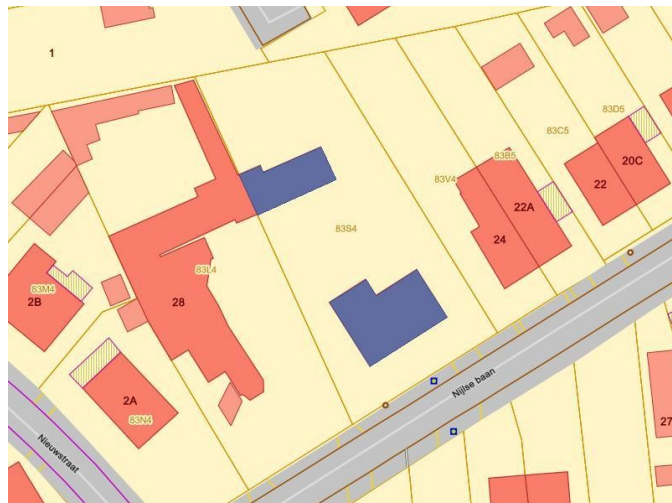 1
83D5
83C5
20C
83B5
22
83V4
22A
83S4
24
83L4
83M4
2B
28
Nijlse baan
2A
83N4
27
Nieuwstraat